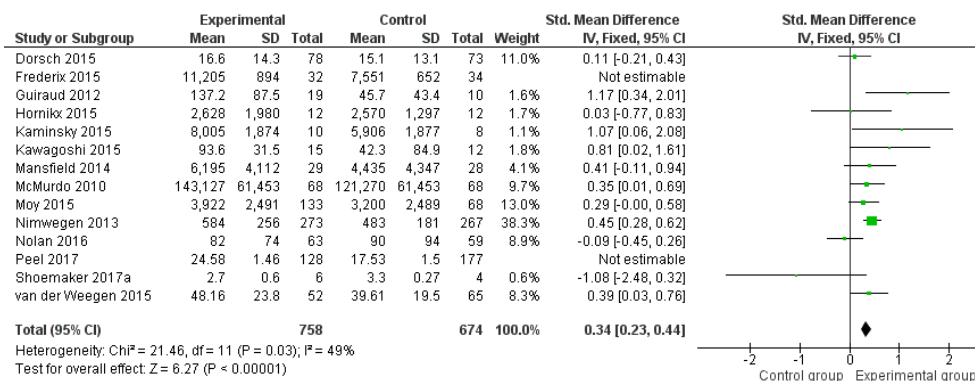 Experimental Control Std. Mean Difference Std. Mean Difference
Study or Subgroup Mean SD Total Mean SD Total Weight IV, Fixed, 95% CI IV, Fixed, 95% CI
Dorsch 2015 16.6 14.3 78 15.1 13.1 73 11.0% 0.11 [-0.21, 0.43]
Frederix 2015 11,205 894 32 7,551 652 34 Not estimable
Guiraud 2012 137.2 87.5 19 45.7 43.4 10 1.6% 1.17 [0.34, 2.01]
Hornikx 2015 2,628 1,980 12 2,570 1,297 12 1.7% 0.03 [-0.77, 0.83]
Kaminsky 2015 8,005 1,874 10 5,906 1,877 8 1.1% 1.07 [0.06, 2.08]
Kawagoshi 2015 93.6 31.5 15 42.3 84.9 12 1.8% 0.81 [0.02, 1.61]
Mansfield 2014 6,195 4,112 29 4,435 4,347 28 4.1% 0.41 [-0.11, 0.94]
McMurdo 2010 143,127 61,453 68 121,270 61,453 68 9.7% 0.35 [0.01, 0.69]
Moy 2015 3,922 2,491 133 3,200 2,489 68 13.0% 0.29 [-0.00, 0.58]
Nimwegen 2013 584 256 273 483 181 267 38.3% 0.45 [0.28, 0.62]
Nolan 2016 82 74 63 90 94 59 8.9% -0.09 [-0.45, 0.26]
Peel 2017 24.58 1.46 128 17.53 1.5 177 Not estimable
Shoemaker 2017a 2.7 0.6 6 3.3 0.27 4 0.6% -1.08 [-2.48, 0.32]
van der Weegen 2015 48.16 23.8 52 39.61 19.5 65 8.3% 0.39 [0.03, 0.76]
Total (95% CI) 758 674 100.0% 0.34 [0.23, 0.44]
Heterogeneity: Chi² = 21.46, df = 11 (P = 0.03); I² = 49%
Test for overall effect: Z = 6.27 (P < 0.00001)
-2 -1 0 1 2
Control group Experimental group